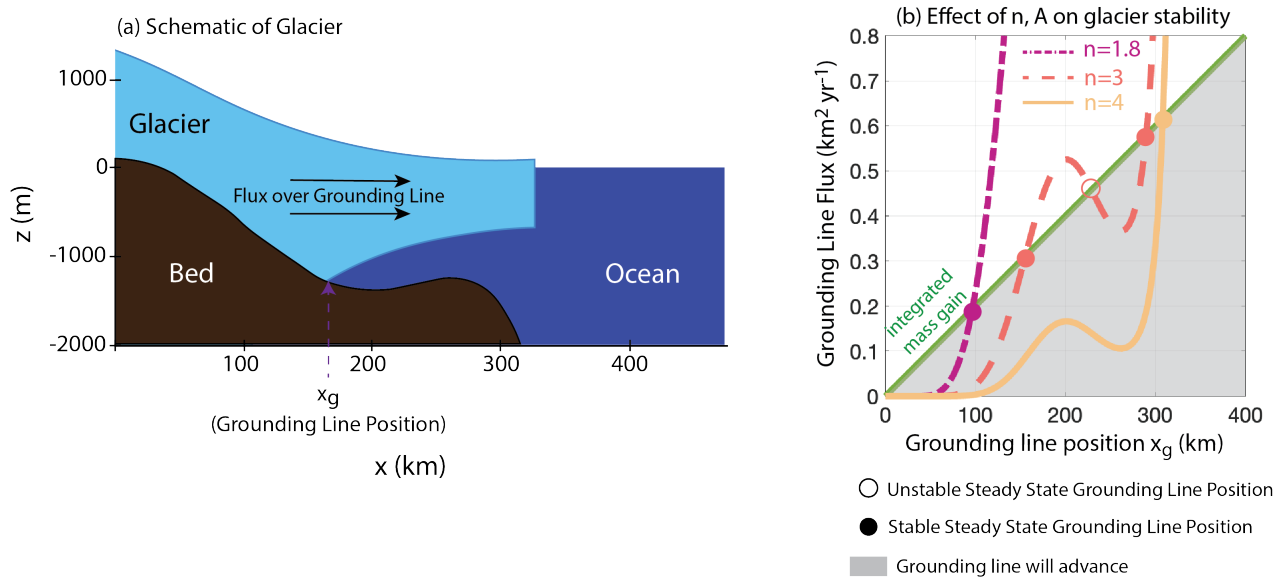 (a) Schematic of Glacier
1000
0
-1000
-2000
z (m)
Glacier
Flux over Grounding Line
Bed
Ocean
100
200
300
400
xg
(Grounding Line Position)
x (km)
(b) Effect of n, A on glacier stability
0.8
0.7
0.6
0.5
0.4
0.3
0.2
0.1
0
Grounding Line Flux (km2 yr-1)
n=1.8
n=3
n=4
integrated
mass gain
0
100
200
300
400
Grounding line position xg (km)
Unstable Steady State Grounding Line Position
Stable Steady State Grounding Line Position
Grounding line will advance